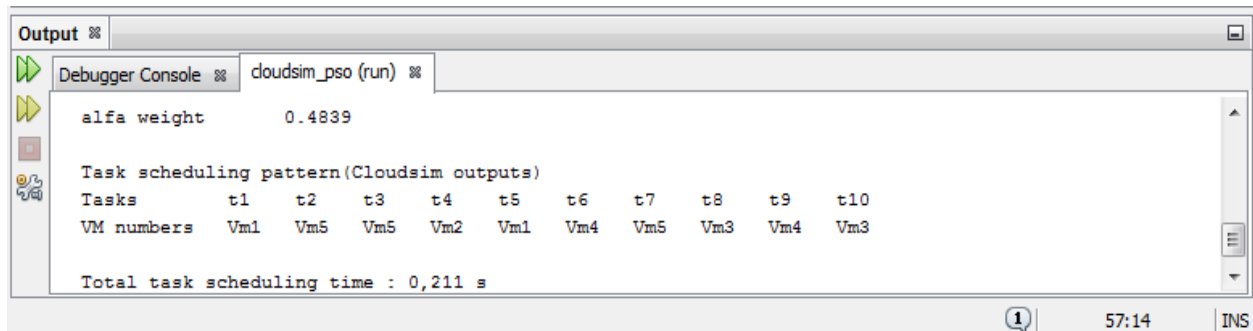 Output
Debugger Console cloudsim_pso (run)
alfa weight 0.4839
Task scheduling pattern(Cloudsim outputs)
Tasks t1 t2 t3 t4 t5 t6 t7 t8 t9 t10
VM numbers Vm1 Vm5 Vm5 Vm2 Vm1 Vm4 Vm5 Vm3 Vm4 Vm3
Total task scheduling time : 0,211 s
1 57:14 INS